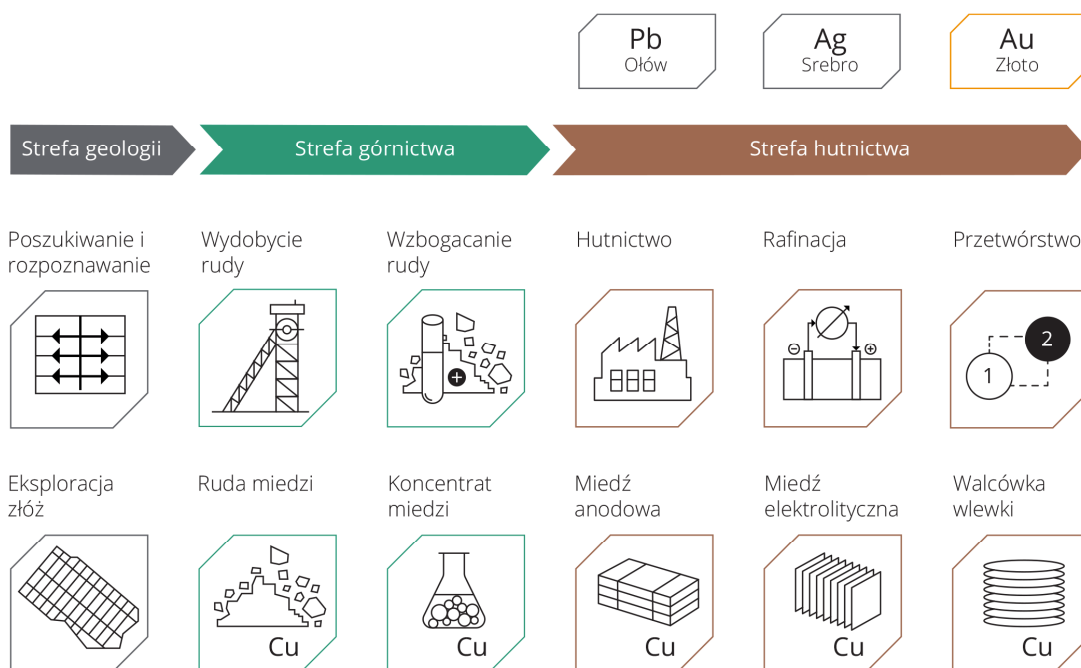 Pb
Ołów
Ag
Srebro
Au
Złoto
Strefa geologii
Strefa górnictwa
Strefa hutnictwa
Poszukiwanie i
rozpoznawanie
Wydobycie
rudy
Wzbogacanie
rudy
Hutnictwo
Rafinacja
Przetwórstwo
+
⊖
⊕
1
2
Eksploracja
złóż
Ruda miedzi
Koncentrat
miedzi
Miedź
anodowa
Miedź
elektrolityczna
Walcówka
wlewki
Cu
Cu
Cu
Cu
Cu